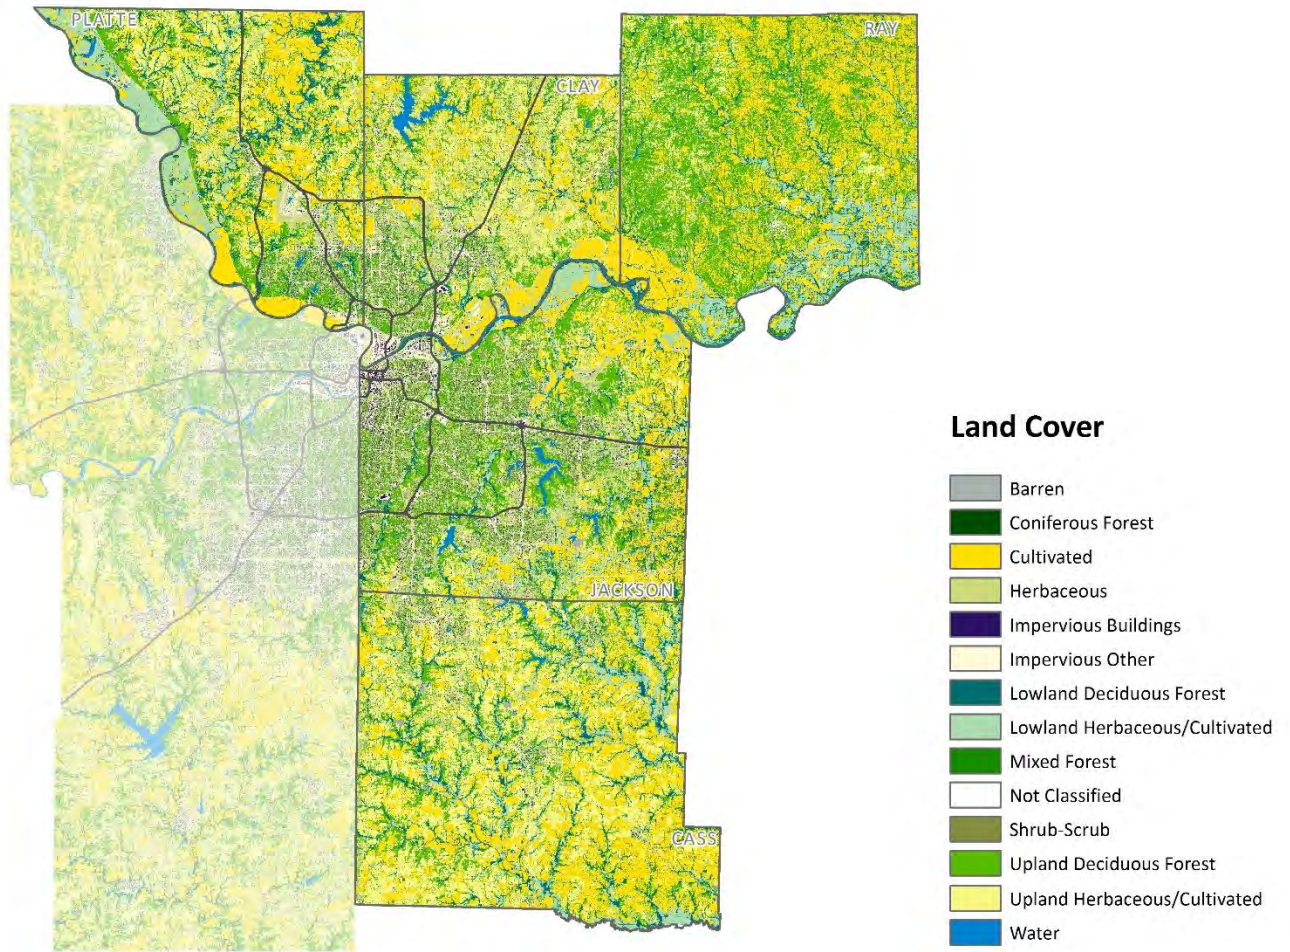 PLATTE
RAY
CLAY
JACKSON
CASS
Land Cover
Barren
Coniferous Forest
Cultivated
Herbaceous
Impervious Buildings
Impervious Other
Lowland Deciduous Forest
Lowland Herbaceous/Cultivated
Mixed Forest
Not Classified
Shrub-Scrub
Upland Deciduous Forest
Upland Herbaceous/Cultivated
Water